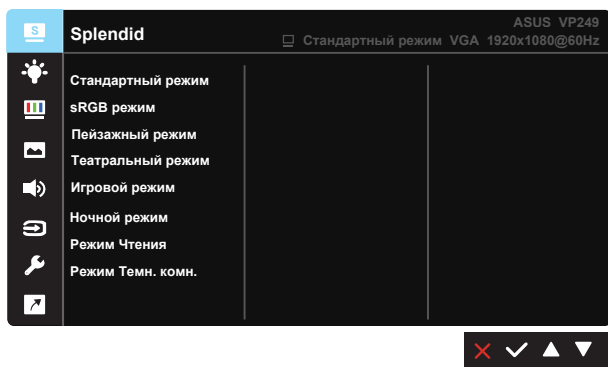 S
Splendid
ASUS VP249
Стандартный режим VGA 1920x1080@60Hz
Стандартный режим
sRGB режим
Пейзажный режим
Театральный режим
Игровой режим
Ночной режим
Режим Чтения
Режим Темн. комн.